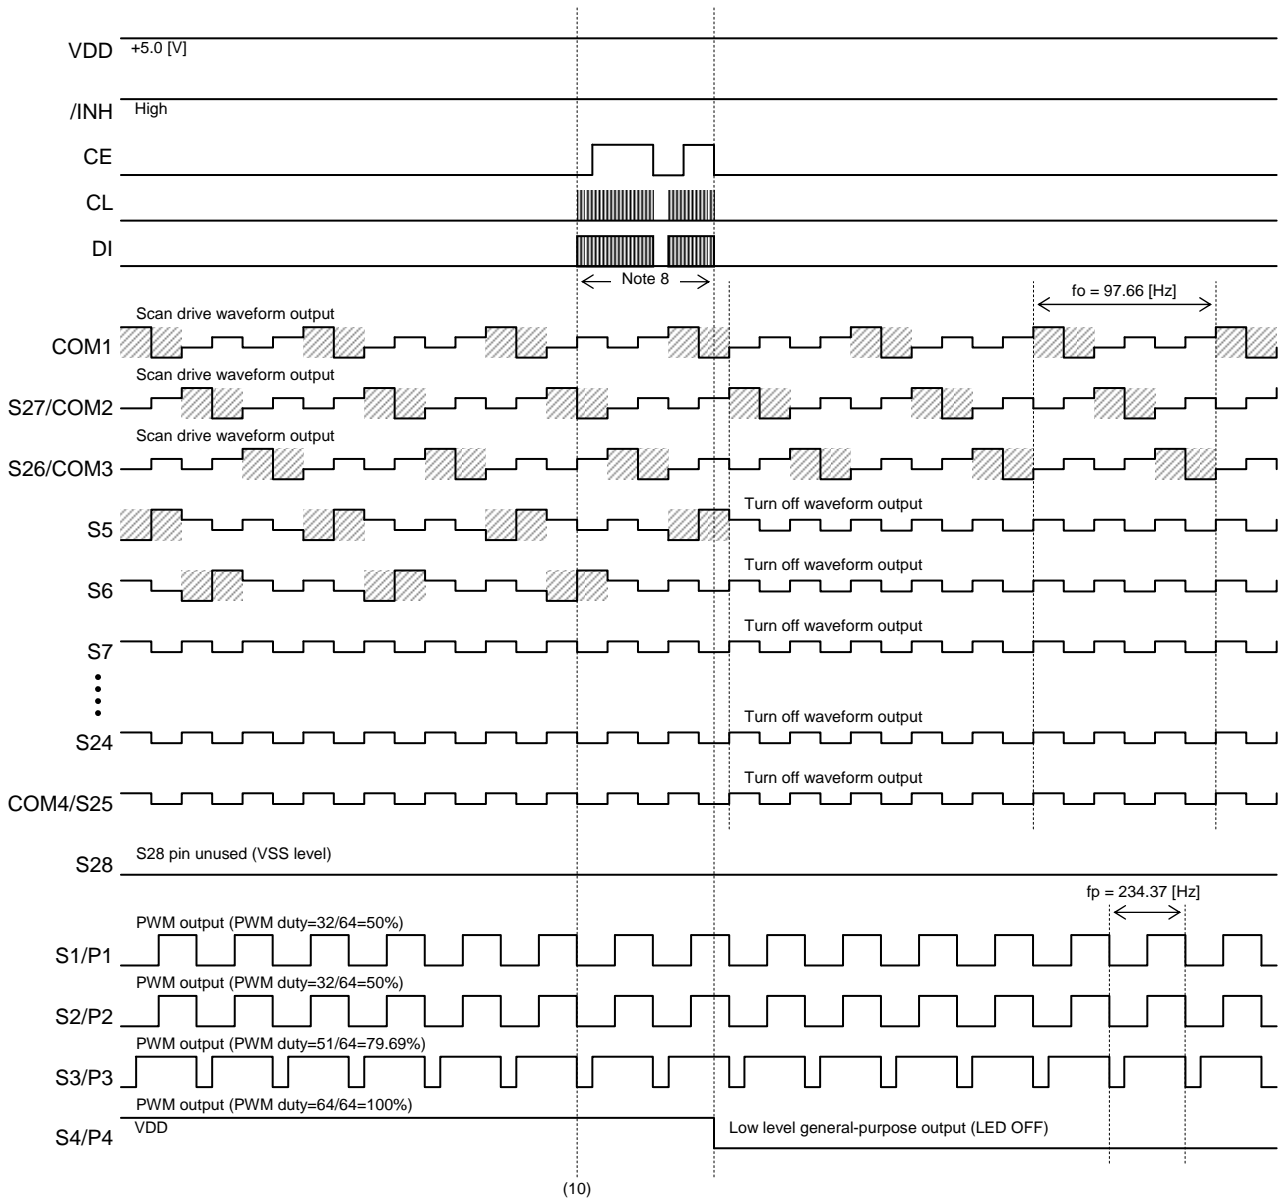 VDD +5.0 [V]
/INH High
CE
CL
DI
Note 8
fo = 97.66 [Hz]
Scan drive waveform output
COM1
Scan drive waveform output
S27/COM2
Scan drive waveform output
S26/COM3
Turn off waveform output
S5
Turn off waveform output
S6
Turn off waveform output
S7
Turn off waveform output
S24
Turn off waveform output
COM4/S25
S28 pin unused (VSS level)
S28
fp = 234.37 [Hz]
PWM output (PWM duty=32/64=50%)
S1/P1
PWM output (PWM duty=32/64=50%)
S2/P2
PWM output (PWM duty=51/64=79.69%)
S3/P3
PWM output (PWM duty=64/64=100%)
VDD
Low level general-purpose output (LED OFF)
S4/P4
(10)